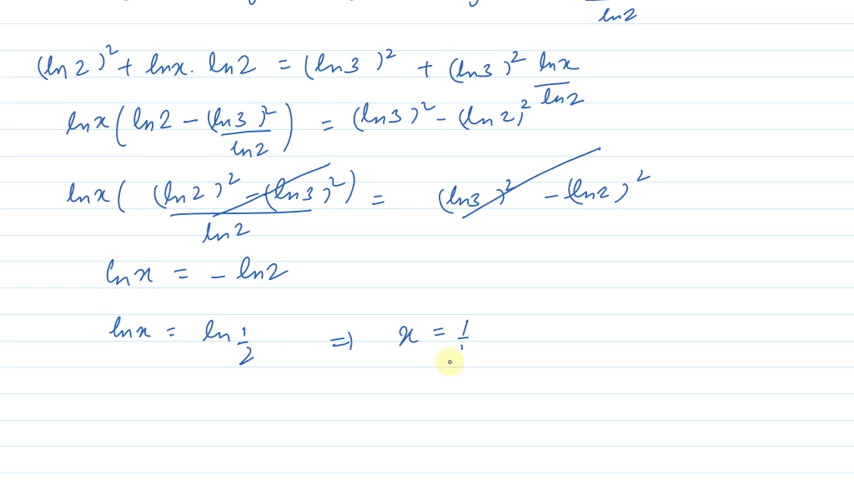 ln2
(ln 2)² + lnx. ln2 = (ln3)² + (ln3)² lnx/ln2
lnx(ln2 - (ln3)²/ln2) = (ln3)² - (ln2)²
lnx( ((ln2)² - (ln3)²)/ln2 ) = (ln3)² - (ln2)²
lnx = - ln2
lnx = ln 1/2 ⇒ x = 1/